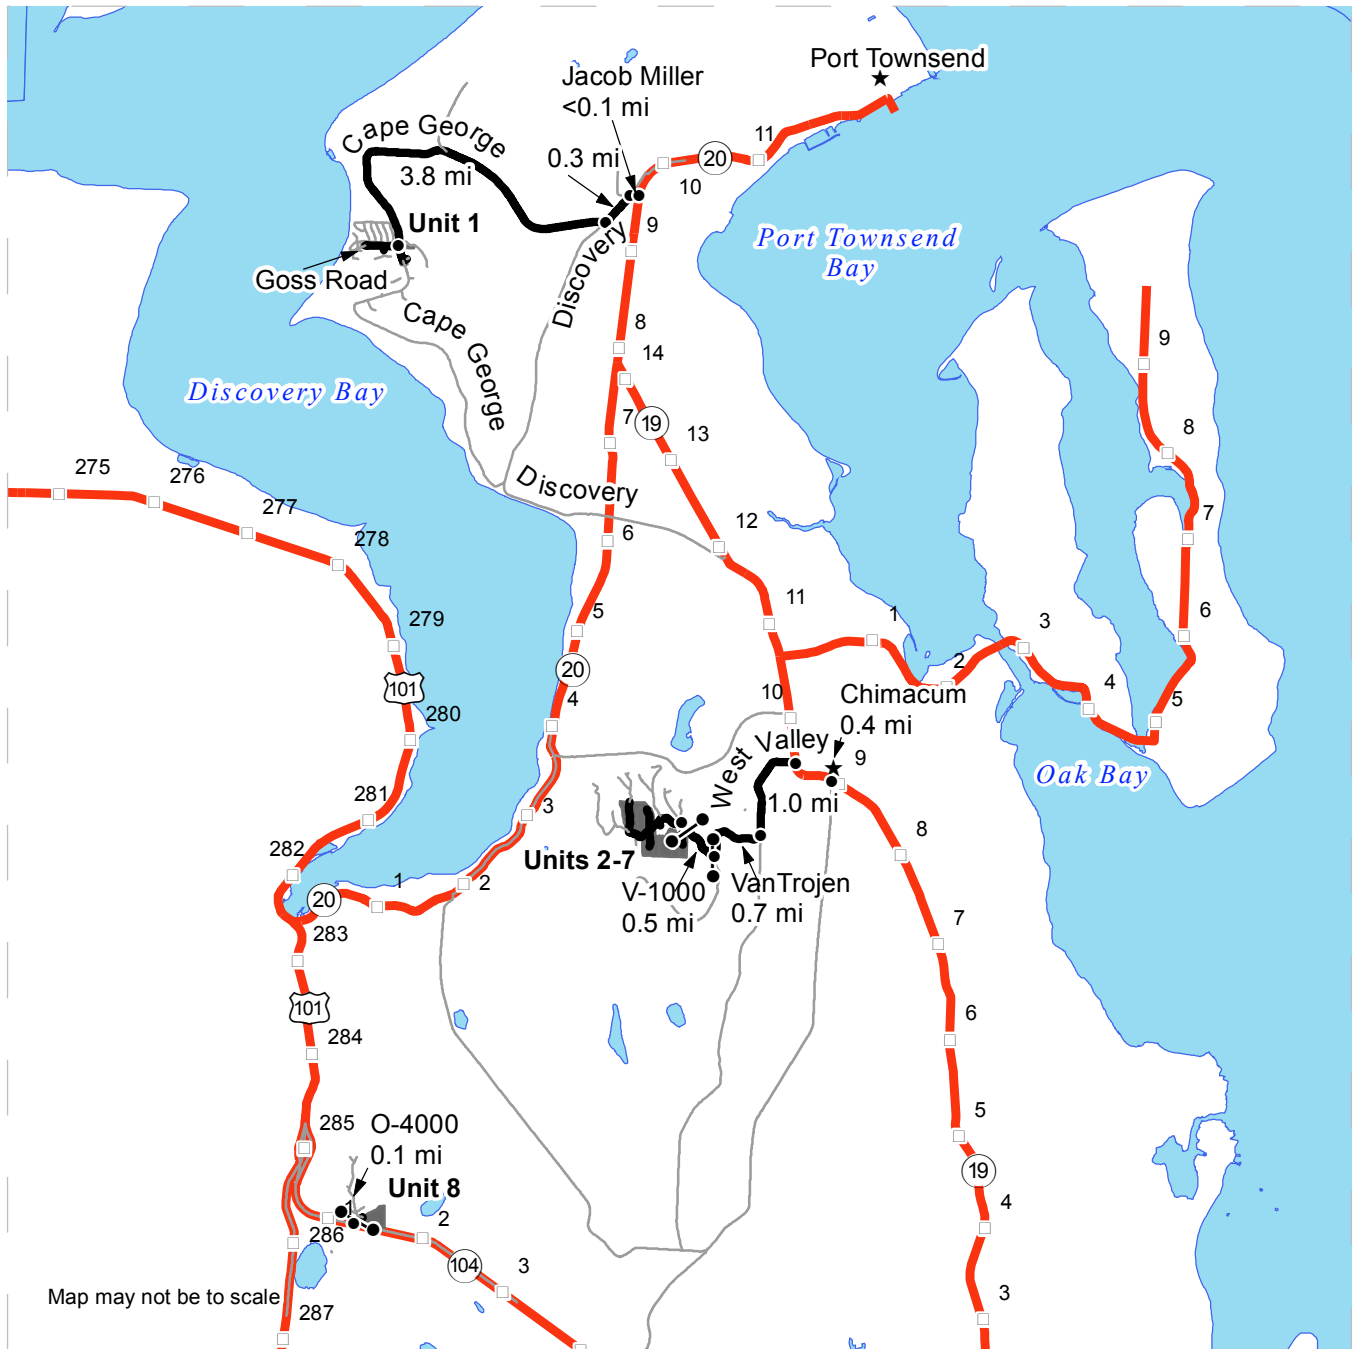 Port Townsend
Jacob Miller
<0.1 mi
Cape George
0.3 mi
3.8 mi
11
20
10
Unit 1
9
Discovery
Port Townsend
Bay
Goss Road
Cape George
8
14
9
Discovery Bay
7
19
13
8
275
276
277
278
Discovery
12
6
7
279
5
11
1
6
3
101
20
4
280
10
2
Chimacum
0.4 mi
4
5
West Valley
9
Oak Bay
281
3
1.0 mi
282
Units 2-7
8
20
1
2
V-1000
0.5 mi
VanTrojen
0.7 mi
283
7
101
284
6
285
O-4000
0.1 mi
5
Unit 8
19
4
1
2
286
104
3
3
Map may not be to scale
287